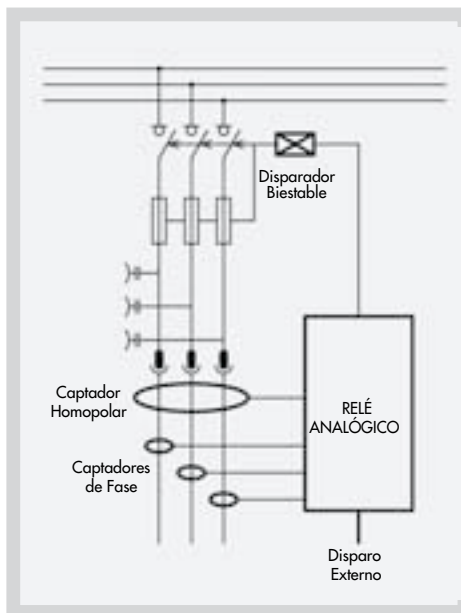 Disparador
Biestable
Captador
Homopolar
RELÉ
ANALÓGICO
Captadores
de Fase
Disparo
Externo